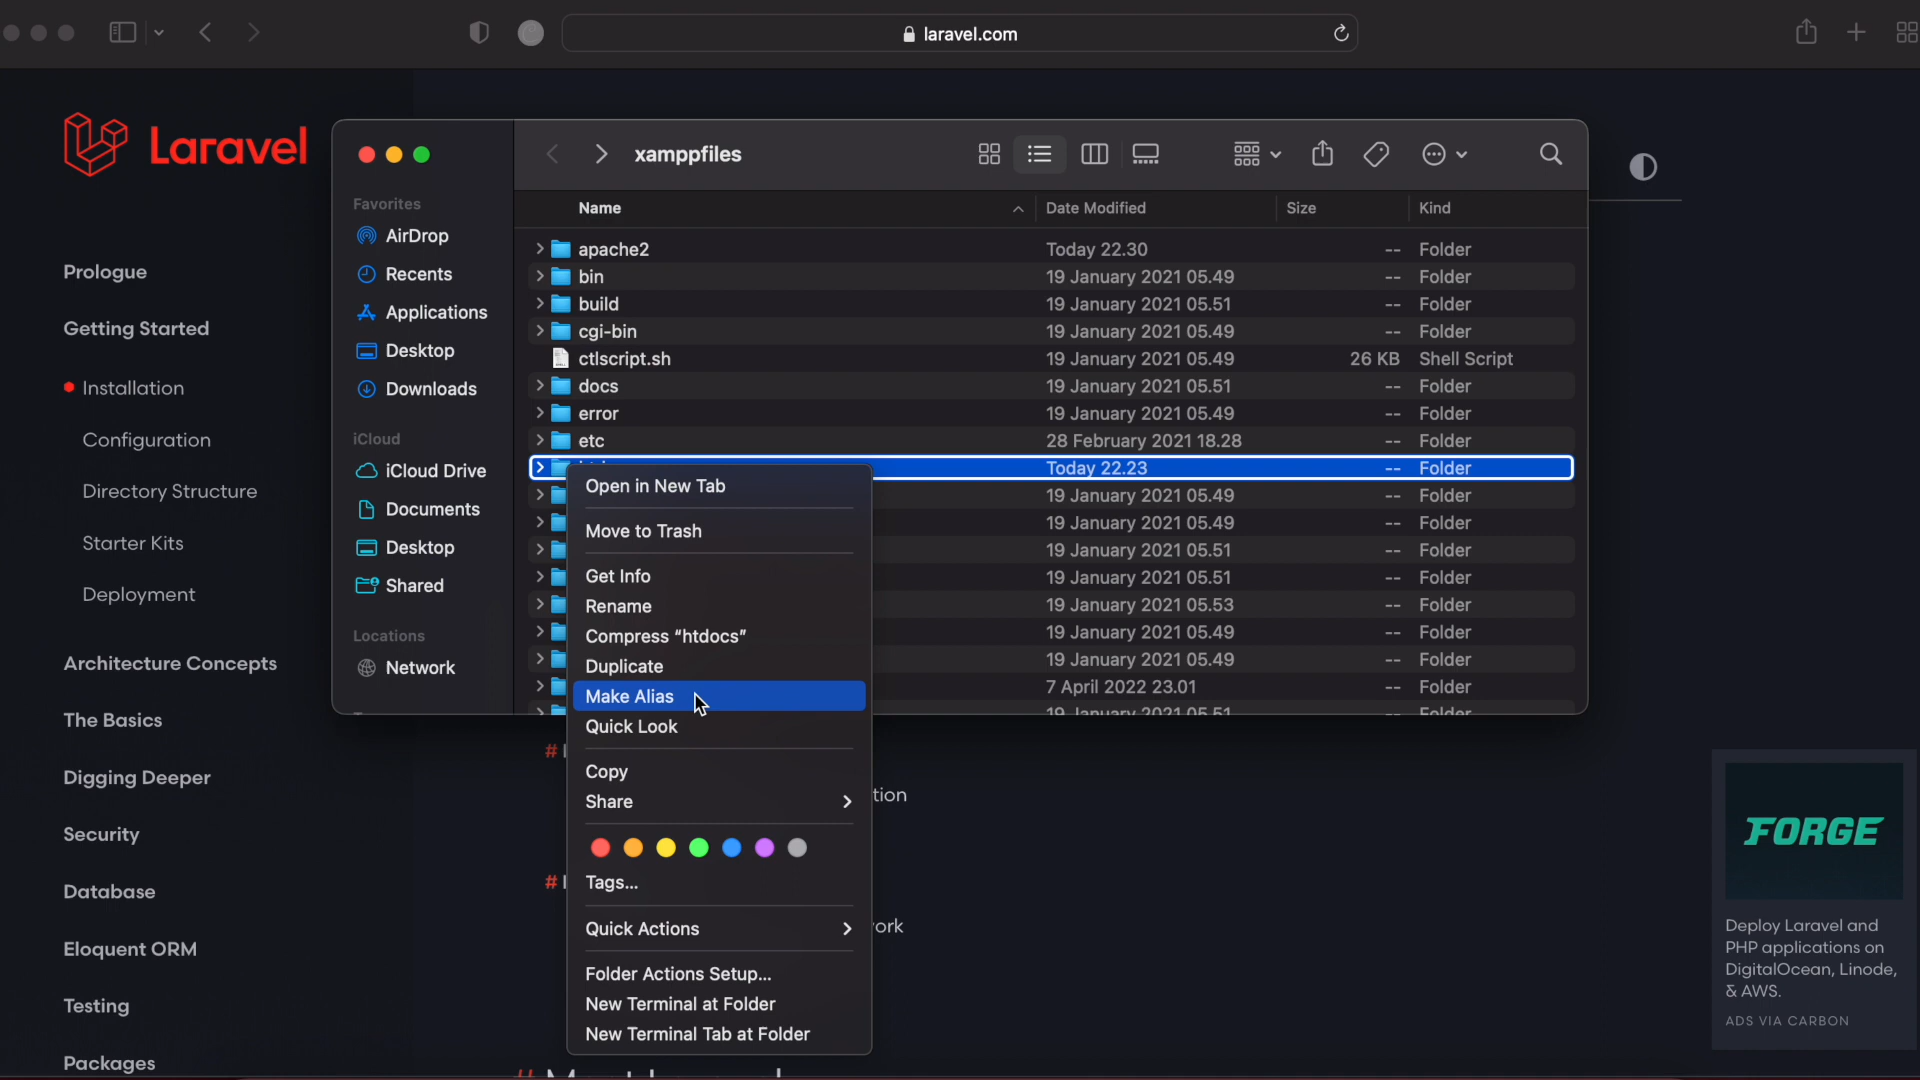 laravel.com
Laravel
Prologue
Getting Started
Installation
Configuration
Directory Structure
Starter Kits
Deployment
Architecture Concepts
The Basics
Digging Deeper
Security
Database
Eloquent ORM
Testing
Packages
xamppfiles
Favorites
AirDrop
Recents
Applications
Desktop
Downloads
iCloud
iCloud Drive
Documents
Desktop
Shared
Locations
Network
Name Date Modified Size Kind
apache2 Today 22.30 -- Folder
bin 19 January 2021 05.49 -- Folder
build 19 January 2021 05.51 -- Folder
cgi-bin 19 January 2021 05.49 -- Folder
ctlscript.sh 19 January 2021 05.49 26 KB Shell Script
docs 19 January 2021 05.51 -- Folder
error 19 January 2021 05.49 -- Folder
etc 28 February 2021 18.28 -- Folder
Today 22.23 -- Folder
19 January 2021 05.49 -- Folder
19 January 2021 05.49 -- Folder
19 January 2021 05.51 -- Folder
19 January 2021 05.51 -- Folder
19 January 2021 05.53 -- Folder
19 January 2021 05.49 -- Folder
19 January 2021 05.49 -- Folder
7 April 2022 23.01 -- Folder
19 January 2021 05.51 -- Folder
Open in New Tab
Move to Trash
Get Info
Rename
Compress “htdocs”
Duplicate
Make Alias
Quick Look
Copy
Share
Tags...
Quick Actions
Folder Actions Setup...
New Terminal at Folder
New Terminal Tab at Folder
#
tion
#
ork
FORGE
Deploy Laravel and
PHP applications on
DigitalOcean, Linode,
& AWS.
ADS VIA CARBON